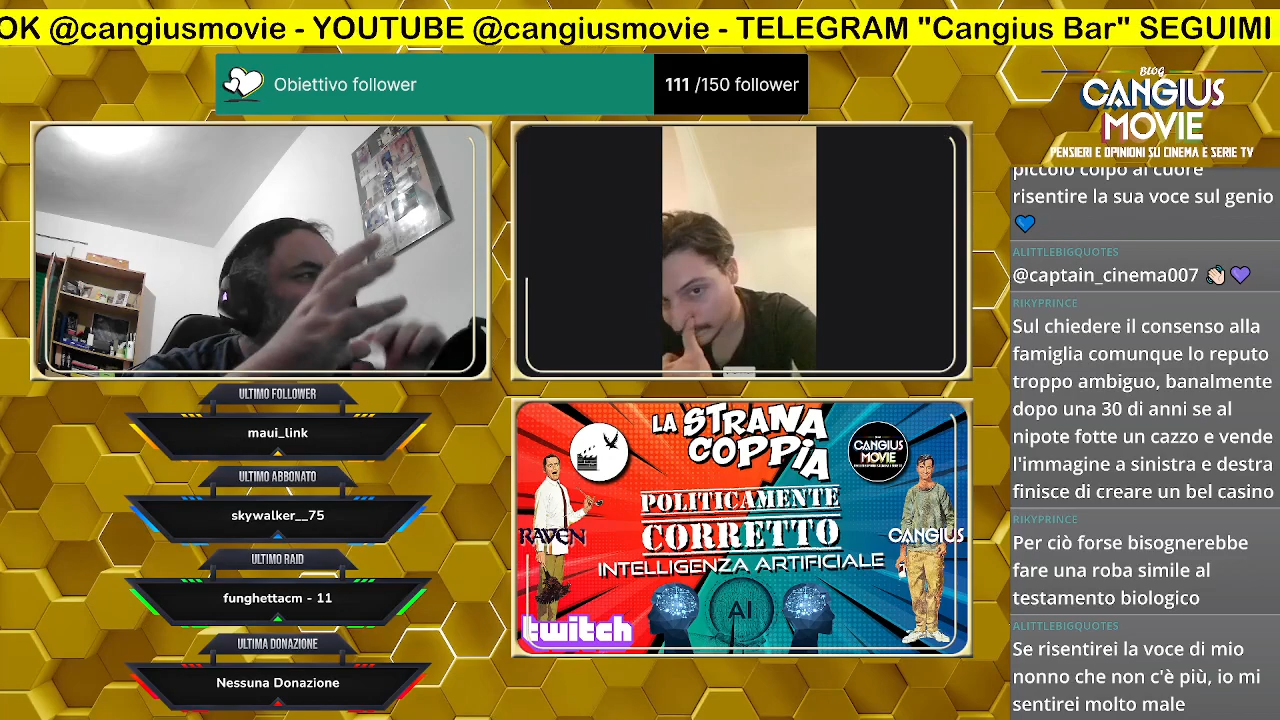 OK @cangiusmovie - YOUTUBE @cangiusmovie - TELEGRAM "Cangius Bar" SEGUIMI
Obiettivo follower
111 /150 follower
BLOG
CANGIUS
MOVIE
PENSIERI E OPINIONI SU CINEMA E SERIE TV
piccolo colpo al cuore
risentire la sua voce sul genio
💙
ALITTLEBIGQUOTES
@captain_cinema007 👏🏻💜
RIKYPRINCE
Sul chiedere il consenso alla
famiglia comunque lo reputo
troppo ambiguo, banalmente
dopo una 30 di anni se al
nipote fotte un cazzo e vende
l'immagine a sinistra e destra
finisce di creare un bel casino
RIKYPRINCE
Per ciò forse bisognerebbe
fare una roba simile al
testamento biologico
ALITTLEBIGQUOTES
Se risentirei la voce di mio
nonno che non c'è più, io mi
sentirei molto male
ULTIMO FOLLOWER
maui_link
ULTIMO ABBONATO
skywalker__75
ULTIMO RAID
funghettacm - 11
ULTIMA DONAZIONE
Nessuna Donazione
LA STRANA
COPPIA
CANGIUS
MOVIE
POLITICAMENTE
CORRETTO
INTELLIGENZA ARTIFICIALE
RAVEN
CANGIUS
AI
twitch